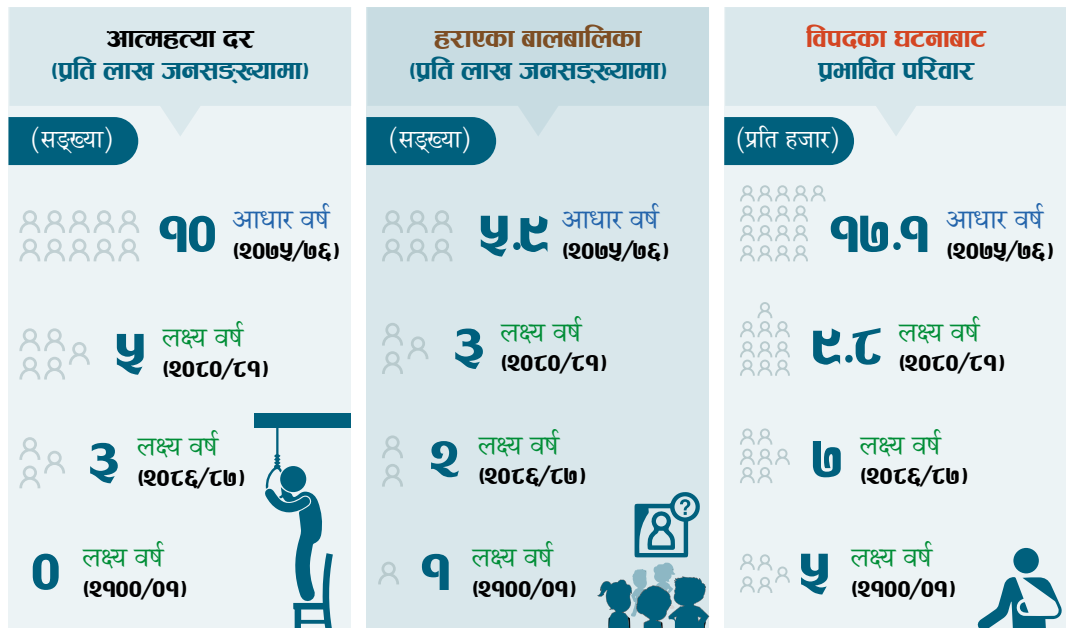 आत्महत्या दर
(प्रति लाख जनसङ्ख्यामा)
(सङ्ख्या)
१० आधार वर्ष
(२०७५/७६)
५ लक्ष्य वर्ष
(२०८०/८१)
३ लक्ष्य वर्ष
(२०८६/८७)
० लक्ष्य वर्ष
(२१००/०१)
हराएका बालबालिका
(प्रति लाख जनसङ्ख्यामा)
(सङ्ख्या)
५.९ आधार वर्ष
(२०७५/७६)
३ लक्ष्य वर्ष
(२०८०/८१)
२ लक्ष्य वर्ष
(२०८६/८७)
?
१ लक्ष्य वर्ष
(२१००/०१)
विपदका घटनाबाट
प्रभावित परिवार
(प्रति हजार)
१७.१ आधार वर्ष
(२०७५/७६)
९.८ लक्ष्य वर्ष
(२०८०/८१)
७ लक्ष्य वर्ष
(२०८६/८७)
५ लक्ष्य वर्ष
(२१००/०१)